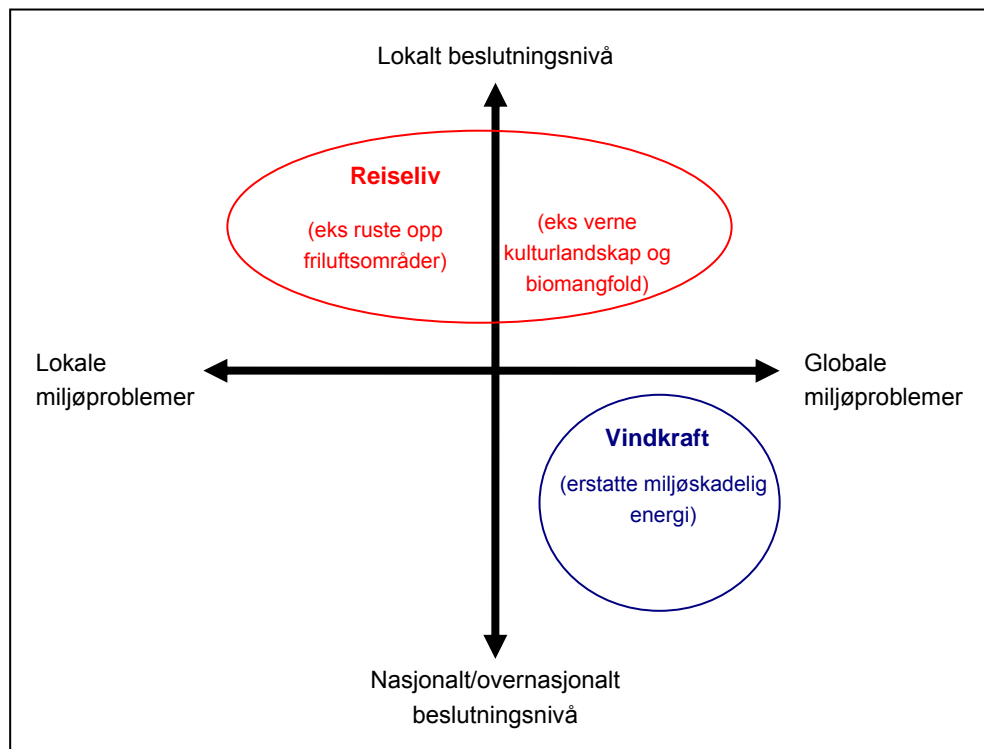 Lokalt beslutningsnivå
Reiseliv
(eks ruste opp
friluftsområder)
(eks verne
kulturlandskap og
biomangfold)
Lokale
miljøproblemer
Globale
miljøproblemer
Vindkraft
(erstatte miljøskadelig
energi)
Nasjonalt/overnasjonalt
beslutningsnivå